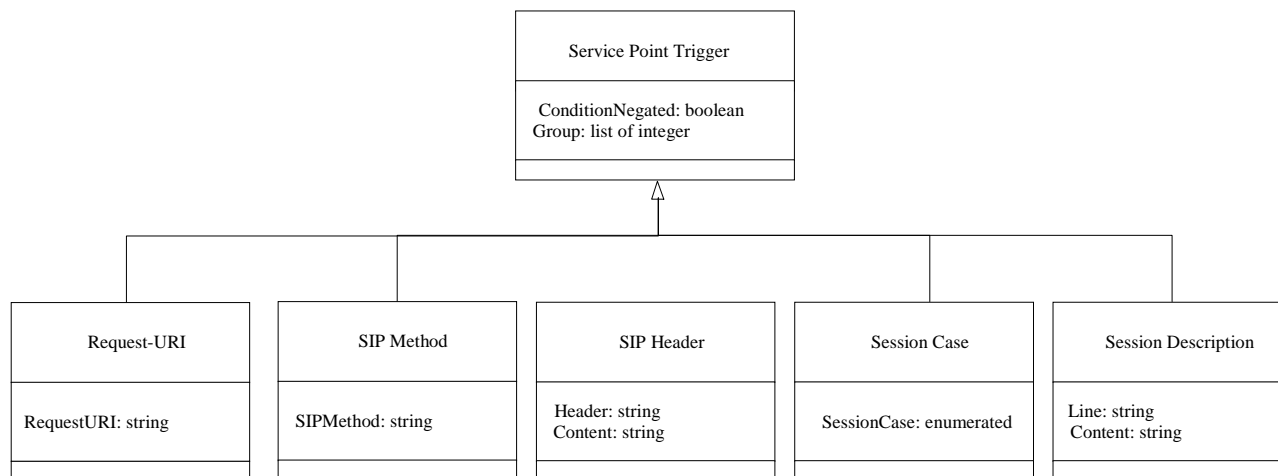 Service Point Trigger
ConditionNegated: boolean
Group: list of integer
Request-URI
SIP Method
SIP Header
Session Case
Session Description
RequestURI: string
SIPMethod: string
Header: string
Content: string
SessionCase: enumerated
Line: string
Content: string